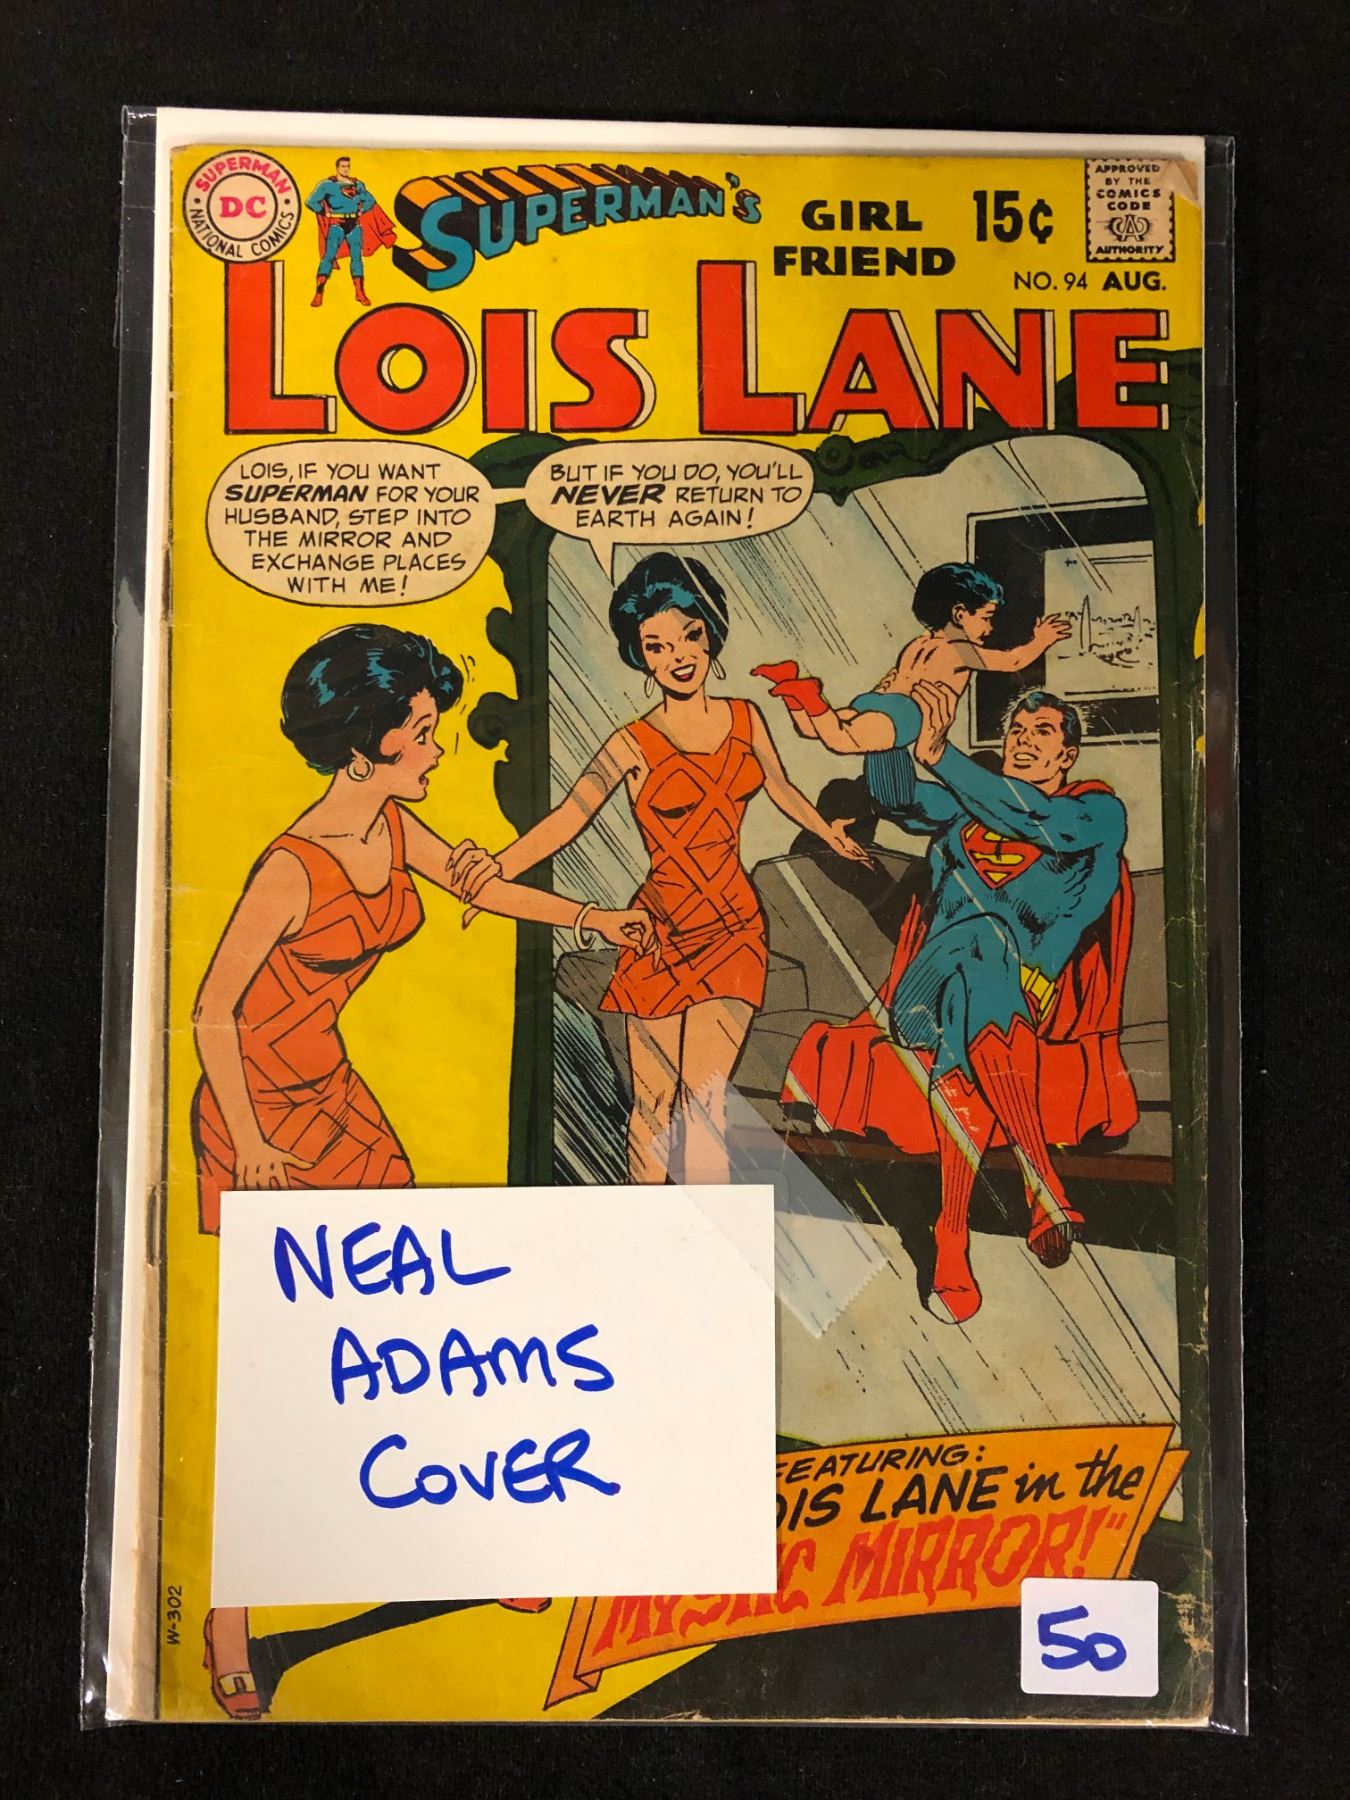 SUPERMAN
DC
NATIONAL COMICS
SUPERMAN'S
GIRL
FRIEND
15¢
APPROVED
BY THE
COMICS
CODE
CA
AUTHORITY
NO. 94 AUG.
LOIS LANE
LOIS, IF YOU WANT
SUPERMAN FOR YOUR
HUSBAND, STEP INTO
THE MIRROR AND
EXCHANGE PLACES
WITH ME!
BUT IF YOU DO, YOU'LL
NEVER RETURN TO
EARTH AGAIN!
S
NEAL
ADAMS
COVER
FEATURING:
OIS LANE in the
MYSTIC MIRROR!"
50
W-302